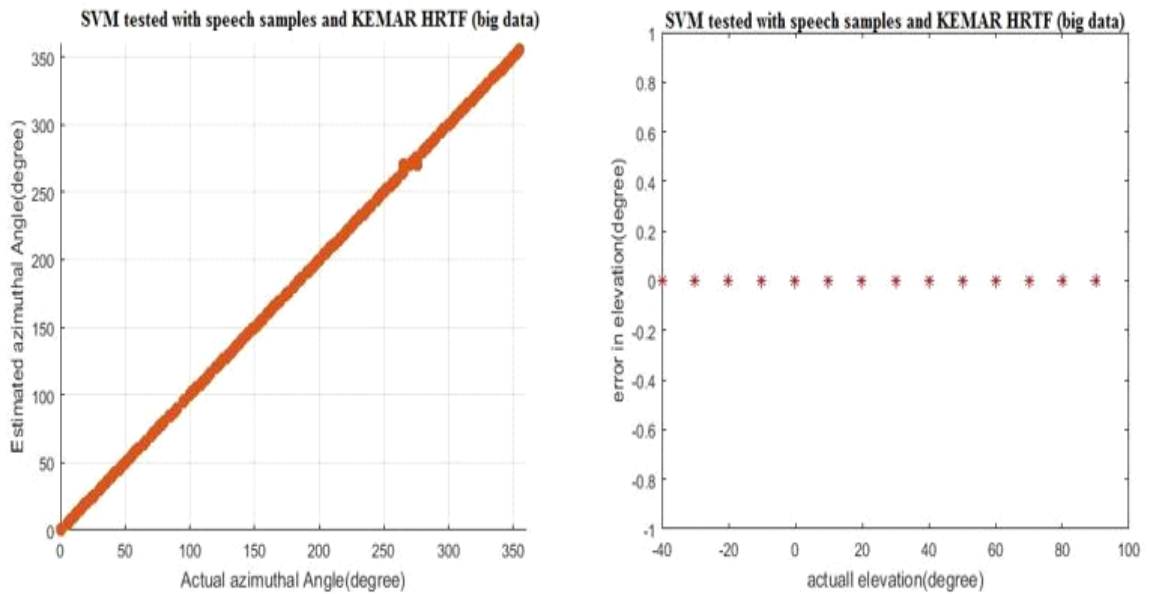 SVM tested with speech samples and KEMAR HRTF (big data)
Estimated azimuthal Angle(degree)
350
300
250
200
150
100
50
0
0 50 100 150 200 250 300 350
Actual azimuthal Angle(degree)
SVM tested with speech samples and KEMAR HRTF (big data)
error in elevation(degree)
1
0.8
0.6
0.4
0.2
0
-0.2
-0.4
-0.6
-0.8
-1
-40 -20 0 20 40 60 80 100
actuall elevation(degree)